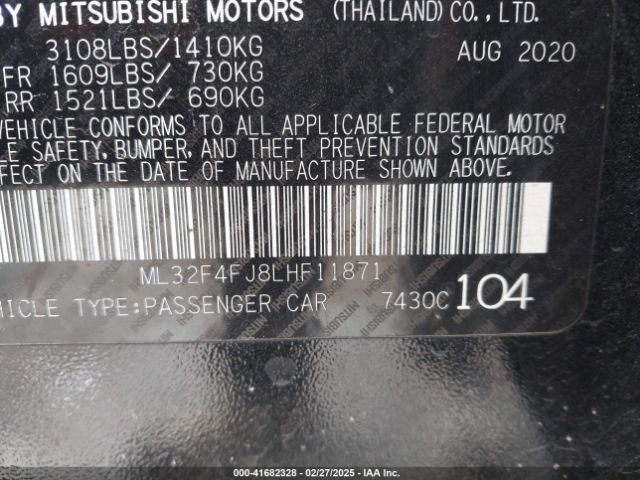 BY MITSUBISHI MOTORS (THAILAND)CO.,LTD.
3108LBS/1410KG AUG 2020
FR 1609LBS/ 730KG
RR 1521LBS/ 690KG
VEHICLE CONFORMS TO ALL APPLICABLE FEDERAL MOTOR
LE SAFETY, BUMPER, AND THEFT PREVENTION STANDARDS
FFECT ON THE DATE OF MANUFACTURE SHOWN ABOVE.
ML32F4FJ8LHF11871
HICLE TYPE:PASSENGER CAR 7430C 104
000-41682328 - 02/27/2025 - IAA Inc.